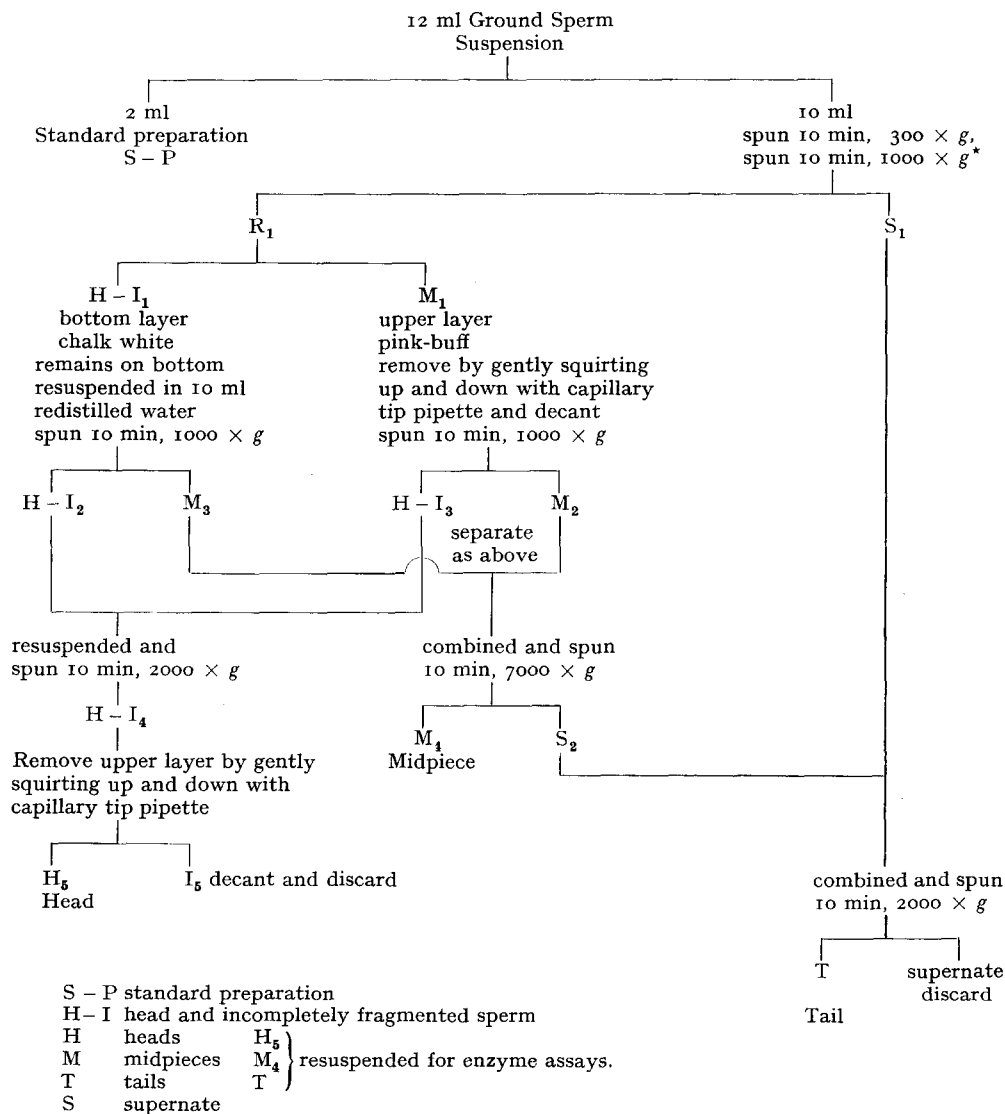 12 ml Ground Sperm
Suspension
2 ml
Standard preparation
S – P
10 ml
spun 10 min, 300 × g,
spun 10 min, 1000 × g*
R₁
S₁
H – I₁
bottom layer
chalk white
remains on bottom
resuspended in 10 ml
redistilled water
spun 10 min, 1000 × g
M₁
upper layer
pink-buff
remove by gently squirting
up and down with capillary
tip pipette and decant
spun 10 min, 1000 × g
H – I₂
M₃
H – I₃
M₂
separate
as above
resuspended and
spun 10 min, 2000 × g
combined and spun
10 min, 7000 × g
H – I₄
M₄
Midpiece
S₂
Remove upper layer by gently
squirting up and down with
capillary tip pipette
H₅
Head
I₅ decant and discard
combined and spun
10 min, 2000 × g
T
Tail
supernate
discard
S – P standard preparation
H – I head and incompletely fragmented sperm
H heads H₅
M midpieces M₄ } resuspended for enzyme assays.
T tails T
S supernate